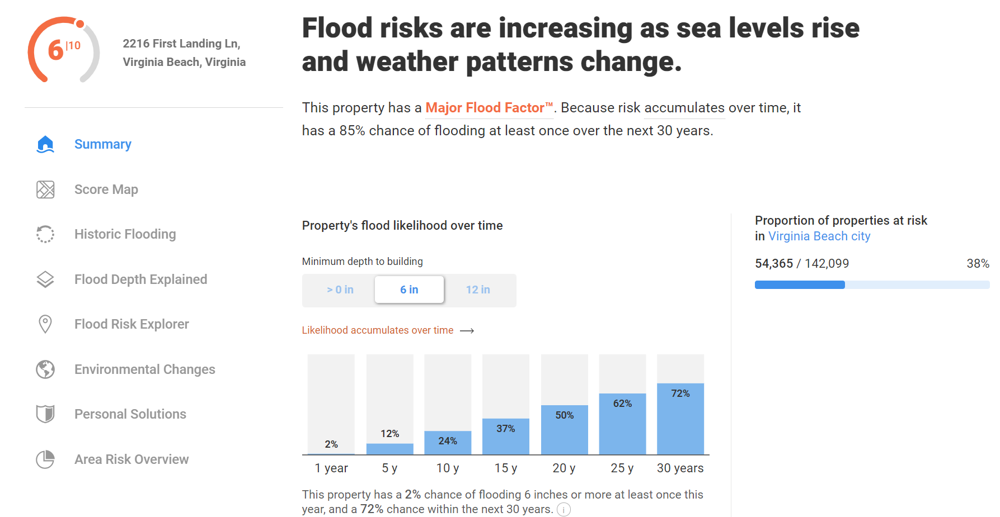 6 |10
2216 First Landing Ln,
Virginia Beach, Virginia
Summary
Score Map
Historic Flooding
Flood Depth Explained
Flood Risk Explorer
Environmental Changes
Personal Solutions
Area Risk Overview
Flood risks are increasing as sea levels rise
and weather patterns change.
This property has a Major Flood Factor™. Because risk accumulates over time, it
has a 85% chance of flooding at least once over the next 30 years.
Property's flood likelihood over time
Minimum depth to building
> 0 in 6 in 12 in
Likelihood accumulates over time →
2% 12% 24% 37% 50% 62% 72%
1 year 5 y 10 y 15 y 20 y 25 y 30 years
This property has a 2% chance of flooding 6 inches or more at least once this
year, and a 72% chance within the next 30 years. i
Proportion of properties at risk
in Virginia Beach city
54,365 / 142,099 38%